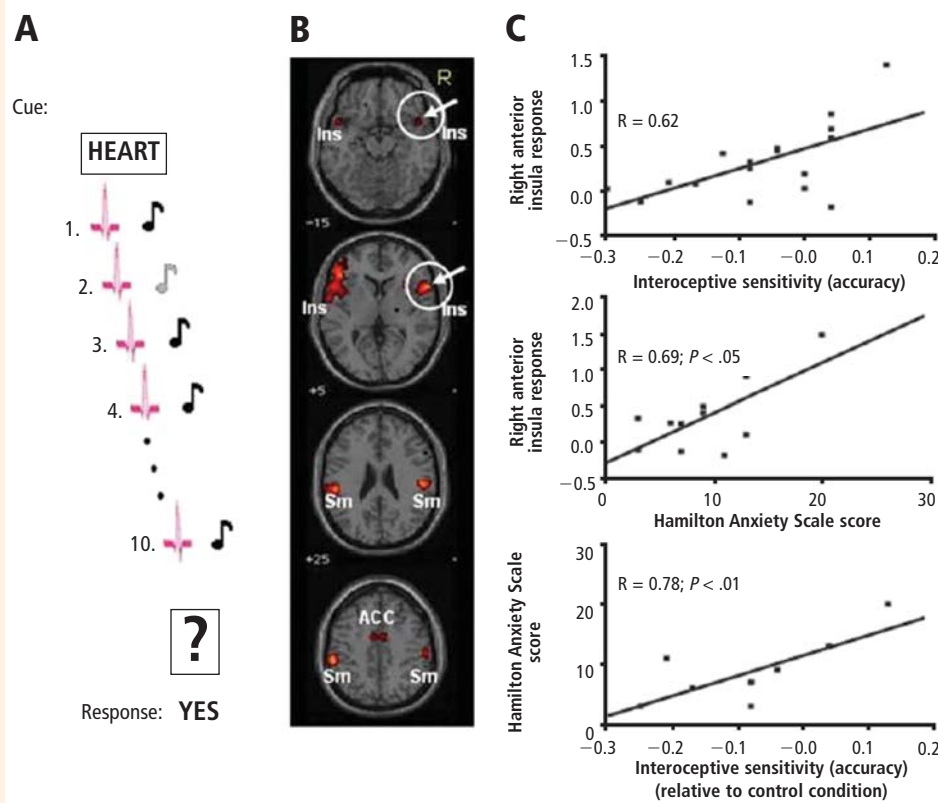 A
Cue:
HEART
1.
2.
3.
4.
10.
?
Response: YES
B
R
Ins
Ins
−15
Ins
Ins
+5
Sm
Sm
+25
ACC
Sm
Sm
C
Right anterior
insula response
1.5
1.0
0.5
0.0
−0.5
R = 0.62
−0.3
−0.2
−0.1
−0.0
0.1
0.2
Interoceptive sensitivity (accuracy)
Right anterior
insula response
2.0
1.5
1.0
0.5
0.0
−0.5
R = 0.69; P < .05
0
10
20
30
Hamilton Anxiety Scale score
Hamilton Anxiety Scale
score
30
20
10
0
R = 0.78; P < .01
−0.3
−0.2
−0.1
−0.0
0.1
0.2
Interoceptive sensitivity (accuracy)
(relative to control condition)